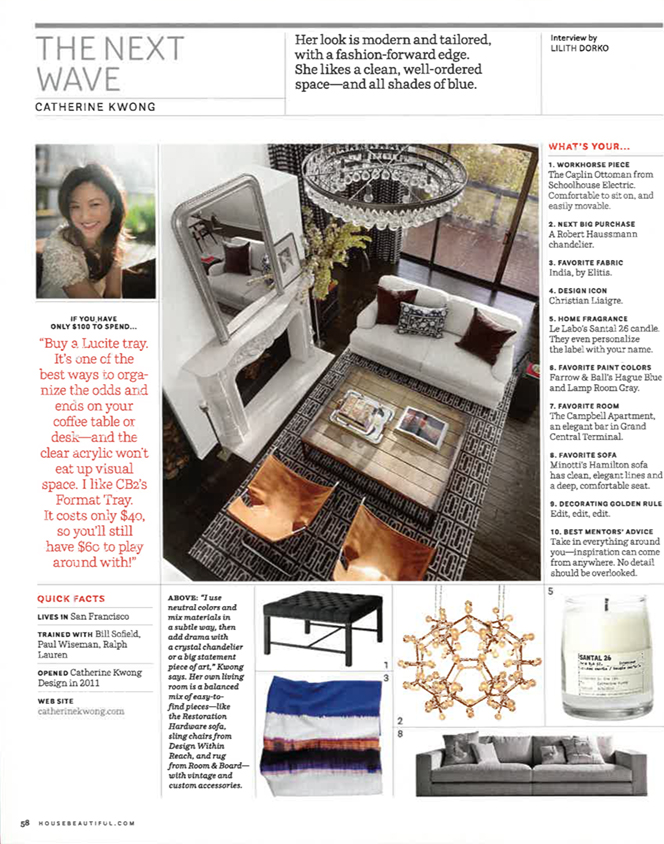 THE NEXT
WAVE
CATHERINE KWONG
Her look is modern and tailored,
with a fashion-forward edge.
She likes a clean, well-ordered
space—and all shades of blue.
Interview by
LILITH DORKO
IF YOU HAVE
ONLY $100 TO SPEND...
“Buy a Lucite tray.
It’s one of the
best ways to orga-
nize the odds and
ends on your
coffee table or
desk—and the
clear acrylic won’t
eat up visual
space. I like CB2’s
Format Tray.
It costs only $40,
so you’ll still
have $60 to play
around with!”
QUICK FACTS
LIVES IN San Francisco
TRAINED WITH Bill Sofield,
Paul Wiseman, Ralph
Lauren
OPENED Catherine Kwong
Design in 2011
WEB SITE
catherinekwong.com
ABOVE: “I use
neutral colors and
mix materials in
a subtle way, then
add drama with
a crystal chandelier
or a big statement
piece of art,” Kwong
says. Her own living
room is a balanced
mix of easy-to-
find pieces—like
the Restoration
Hardware sofa,
sling chairs from
Design Within
Reach, and rug
from Room & Board—
with vintage and
custom accessories.
WHAT’S YOUR...
1. WORKHORSE PIECE
The Caplin Ottoman from
Schoolhouse Electric.
Comfortable to sit on, and
easily movable.
2. NEXT BIG PURCHASE
A Robert Haussmann
chandelier.
3. FAVORITE FABRIC
India, by Elitis.
4. DESIGN ICON
Christian Liaigre.
5. HOME FRAGRANCE
Le Labo’s Santal 26 candle.
They even personalize
the label with your name.
6. FAVORITE PAINT COLORS
Farrow & Ball’s Hague Blue
and Lamp Room Gray.
7. FAVORITE ROOM
The Campbell Apartment,
an elegant bar in Grand
Central Terminal.
8. FAVORITE SOFA
Minotti’s Hamilton sofa
has clean, elegant lines and
a deep, comfortable seat.
9. DECORATING GOLDEN RULE
Edit, edit, edit.
10. BEST MENTORS’ ADVICE
Take in everything around
you—inspiration can come
from anywhere. No detail
should be overlooked.
1
3
2
5
SANTAL 26
8
58 HOUSEBEAUTIFUL.COM